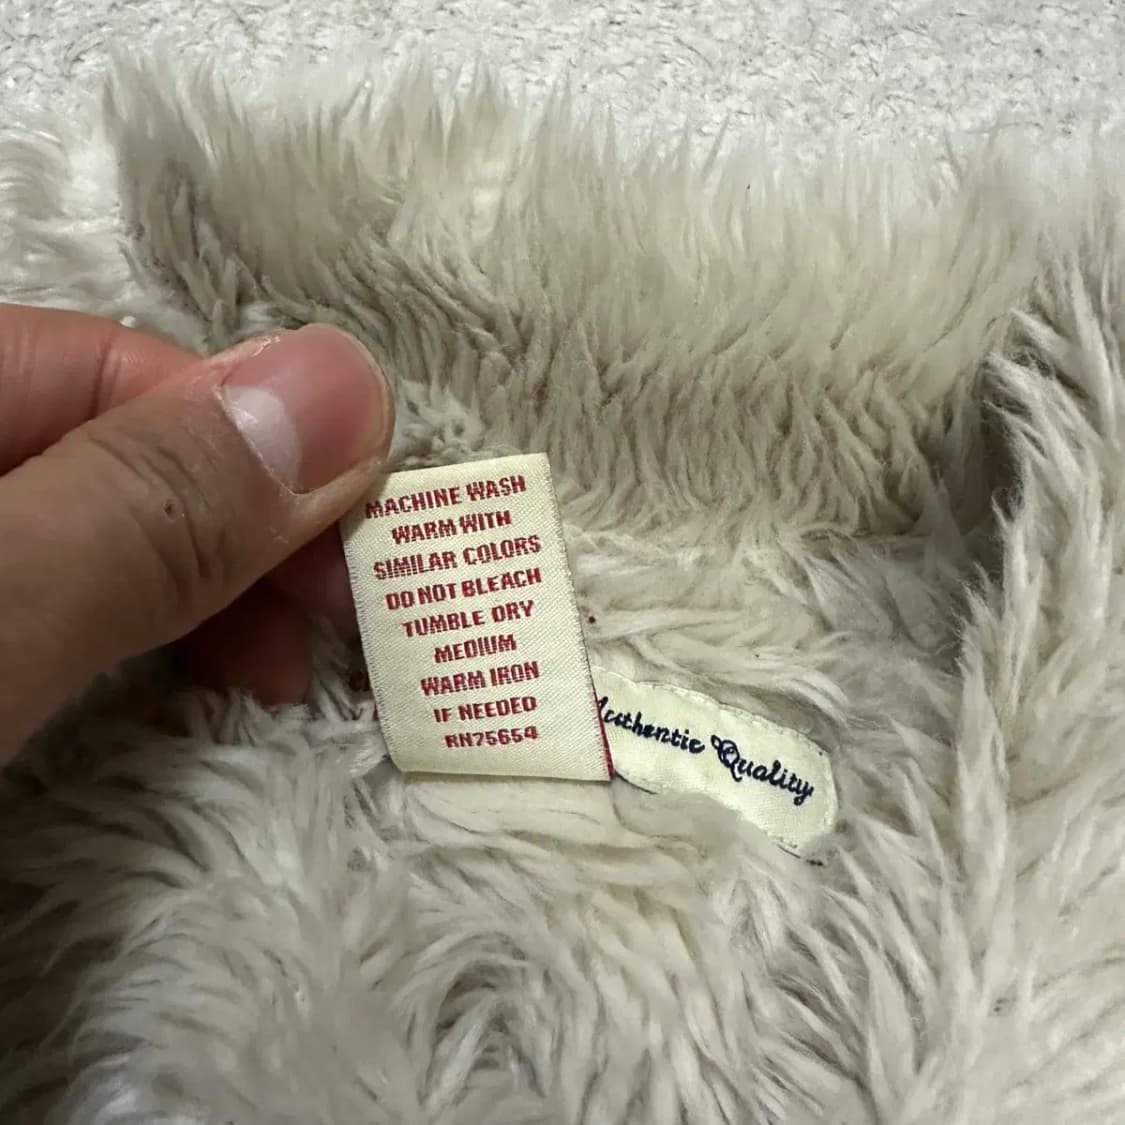 MACHINE WASH
WARM WITH
SIMILAR COLORS
DO NOT BLEACH
TUMBLE DRY
MEDIUM
WARM IRON
IF NEEDED
RN75654
Authentic Quality